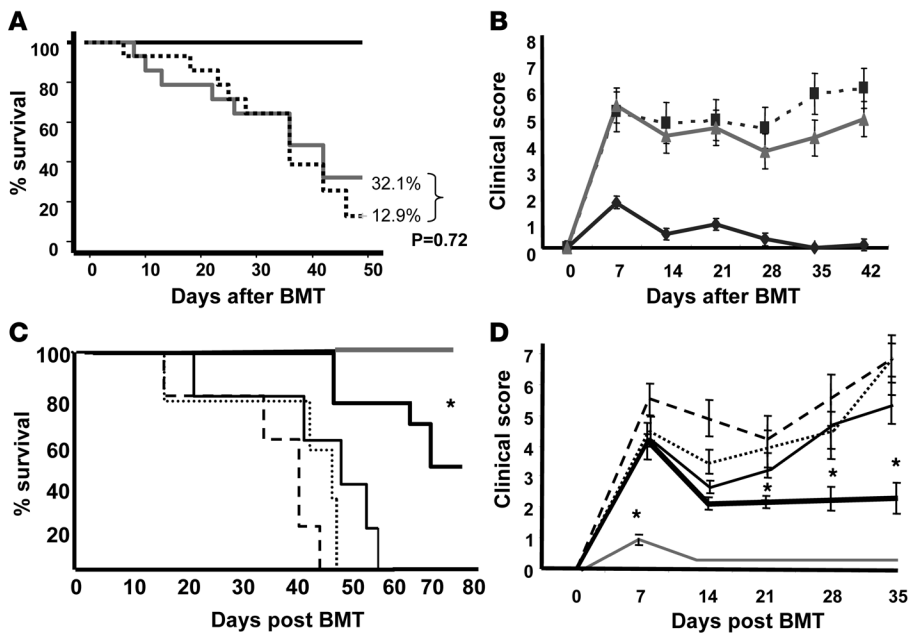 A
100
80
60
40
20
0
% survival
32.1%
12.9%
P=0.72
0 10 20 30 40 50
Days after BMT
B
8
7
6
5
4
3
2
1
0
Clinical score
0 7 14 21 28 35 42
Days after BMT
C
100
80
60
40
20
% survival
*
0 10 20 30 40 50 60 70 80
Days post BMT
D
7
6
5
4
3
2
1
0
Clinical score
* * * *
0 7 14 21 28 35
Days post BMT